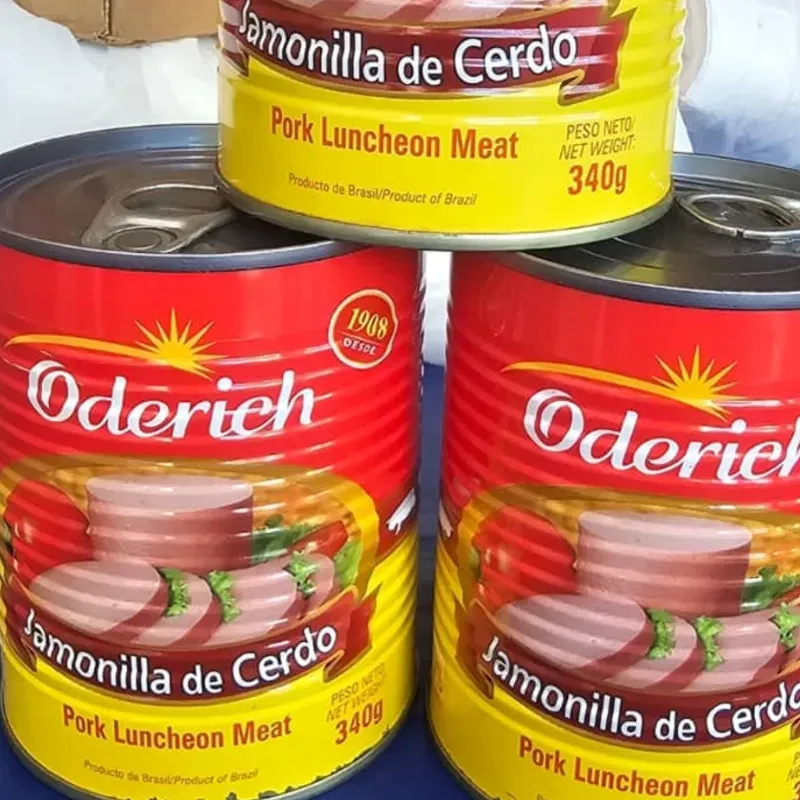 Jamonilla de Cerdo
Pork Luncheon Meat
PESO NETO/
NET WEIGHT:
340g
Producto de Brasil/Product of Brazil
1908
DESDE
Oderich
Jamonilla de Cerdo
Pork Luncheon Meat
PESO NETO/
NET WEIGHT:
340g
Producto de Brasil/Product of Brazil
Oderich
Jamonilla de Cerdo
Pork Luncheon Meat